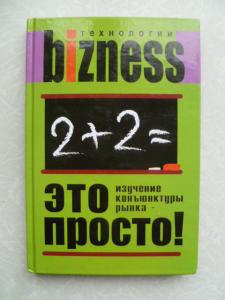 технологии
bizness
2+2=
изучение
конъюнктуры
рынка -
это
просто!